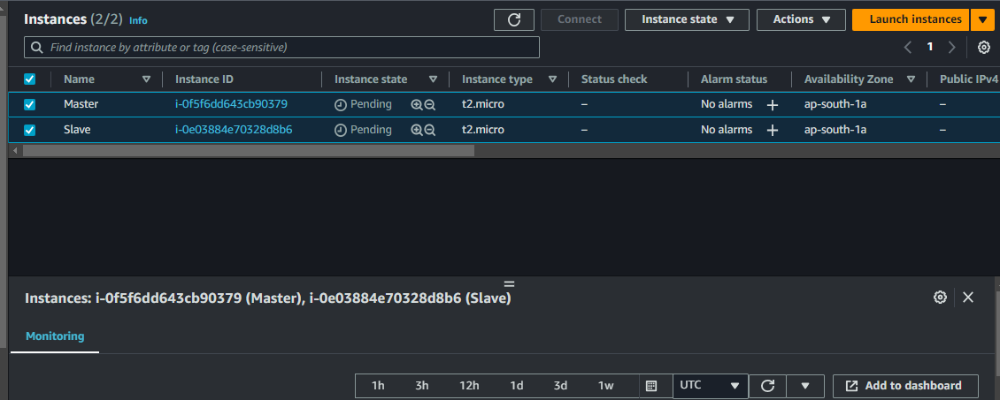 Instances (2/2) Info Connect Instance state Actions Launch instances
Find instance by attribute or tag (case-sensitive) 1
Name Instance ID Instance state Instance type Status check Alarm status Availability Zone Public IPv4
Master i-0f5f6dd643cb90379 Pending t2.micro – No alarms + ap-south-1a –
Slave i-0e03884e70328d8b6 Pending t2.micro – No alarms + ap-south-1a –
Instances: i-0f5f6dd643cb90379 (Master), i-0e03884e70328d8b6 (Slave)
Monitoring
1h 3h 12h 1d 3d 1w UTC Add to dashboard